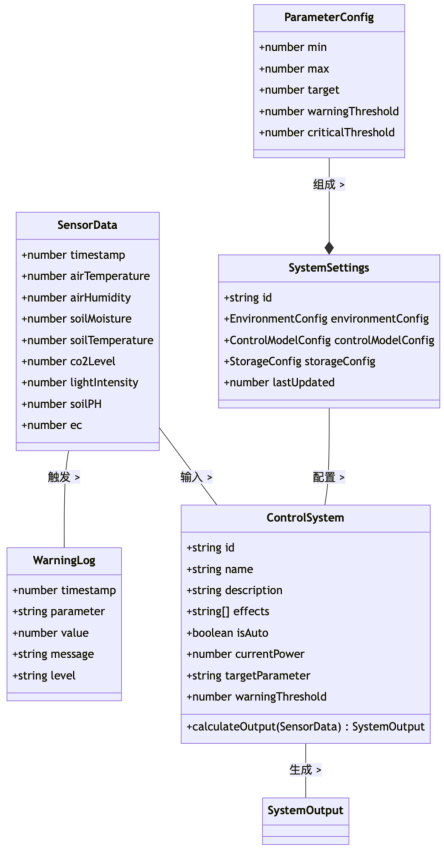 ParameterConfig
+number min
+number max
+number target
+number warningThreshold
+number criticalThreshold
组成 >
SensorData
+number timestamp
+number airTemperature
+number airHumidity
+number soilMoisture
+number soilTemperature
+number co2Level
+number lightIntensity
+number soilPH
+number ec
SystemSettings
+string id
+EnvironmentConfig environmentConfig
+ControlModelConfig controlModelConfig
+StorageConfig storageConfig
+number lastUpdated
触发 >
输入 >
配置 >
WarningLog
+number timestamp
+string parameter
+number value
+string message
+string level
ControlSystem
+string id
+string name
+string description
+string[] effects
+boolean isAuto
+number currentPower
+string targetParameter
+number warningThreshold
+calculateOutput(SensorData) : SystemOutput
生成 >
SystemOutput